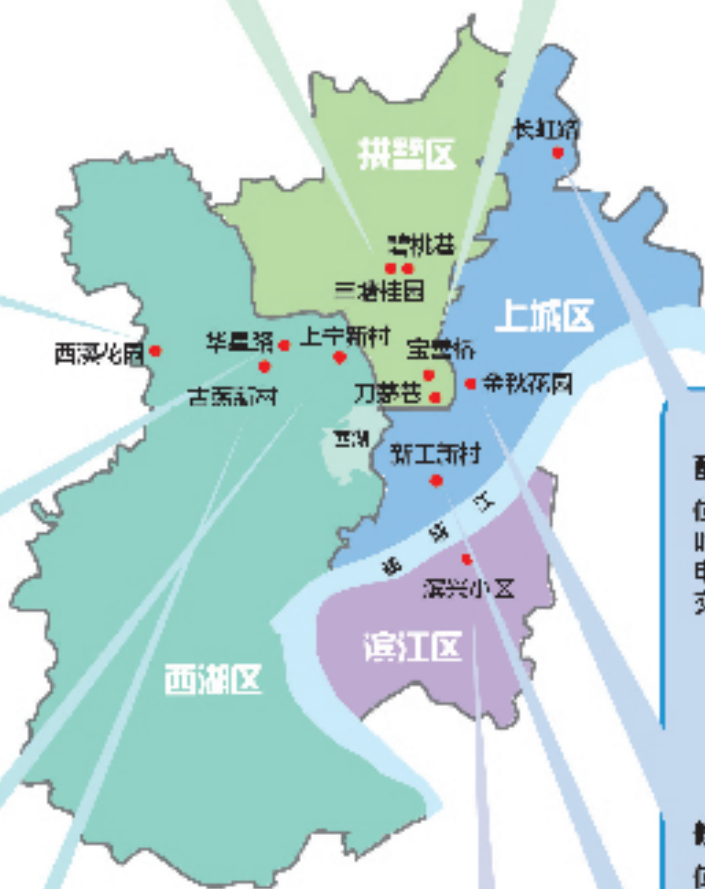 长虹路
拱墅区
碧桃巷
三塘桂园
上城区
华星路
上宁新村
宝善桥
西溪花园
金秋花园
古荡新村
刀茅巷
西湖
新工新村
钱塘江
滨兴小区
滨江区
西湖区